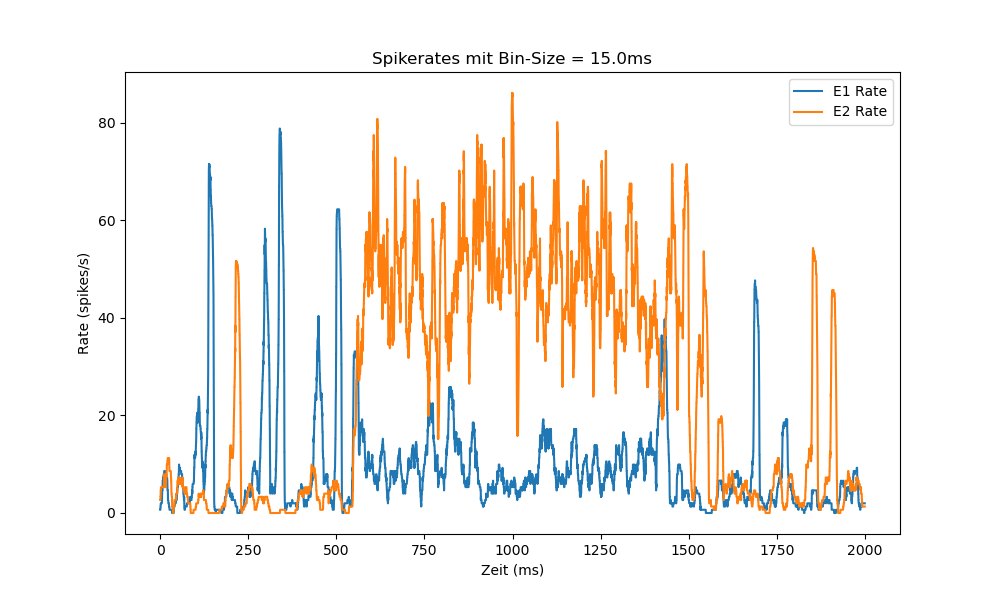 Spikerates mit Bin-Size = 15.0ms
E1 Rate
E2 Rate
Rate (spikes/s)
80
60
40
20
0
0 250 500 750 1000 1250 1500 1750 2000
Zeit (ms)